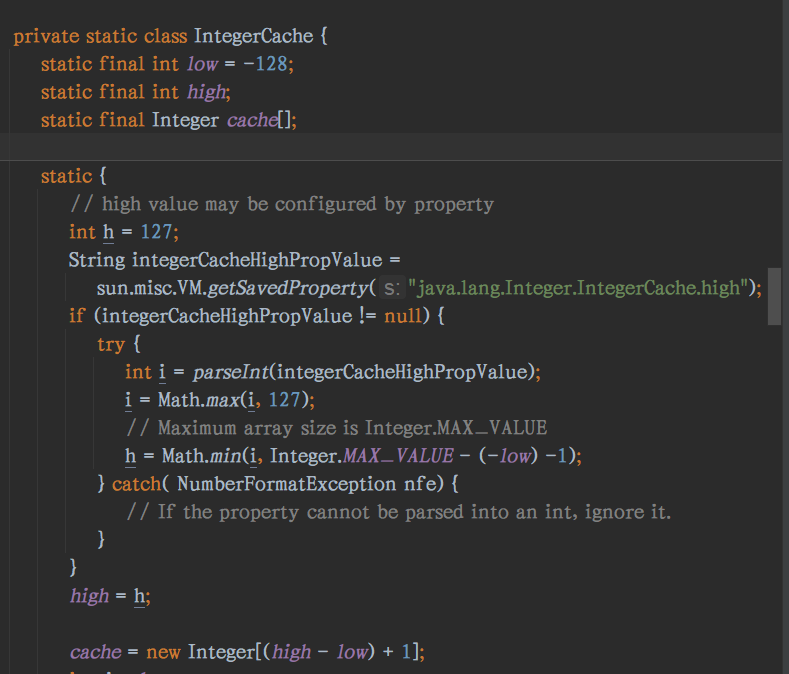 private static class IntegerCache {
static final int low = -128;
static final int high;
static final Integer cache[];
static {
// high value may be configured by property
int h = 127;
String integerCacheHighPropValue =
sun.misc.VM.getSavedProperty( s: "java.lang.Integer.IntegerCache.high");
if (integerCacheHighPropValue != null) {
try {
int i = parseInt(integerCacheHighPropValue);
i = Math.max(i, 127);
// Maximum array size is Integer.MAX_VALUE
h = Math.min(i, Integer.MAX_VALUE - (-low) -1);
} catch( NumberFormatException nfe) {
// If the property cannot be parsed into an int, ignore it.
}
}
high = h;
cache = new Integer[(high - low) + 1];